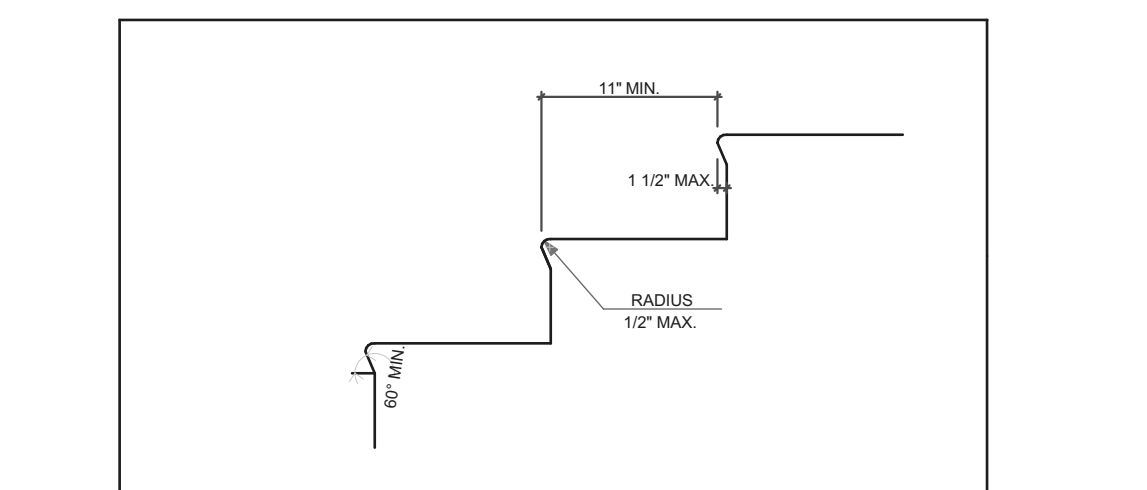 11" MIN.
1 1/2" MAX.
RADIUS
1/2" MAX.
60° MIN.